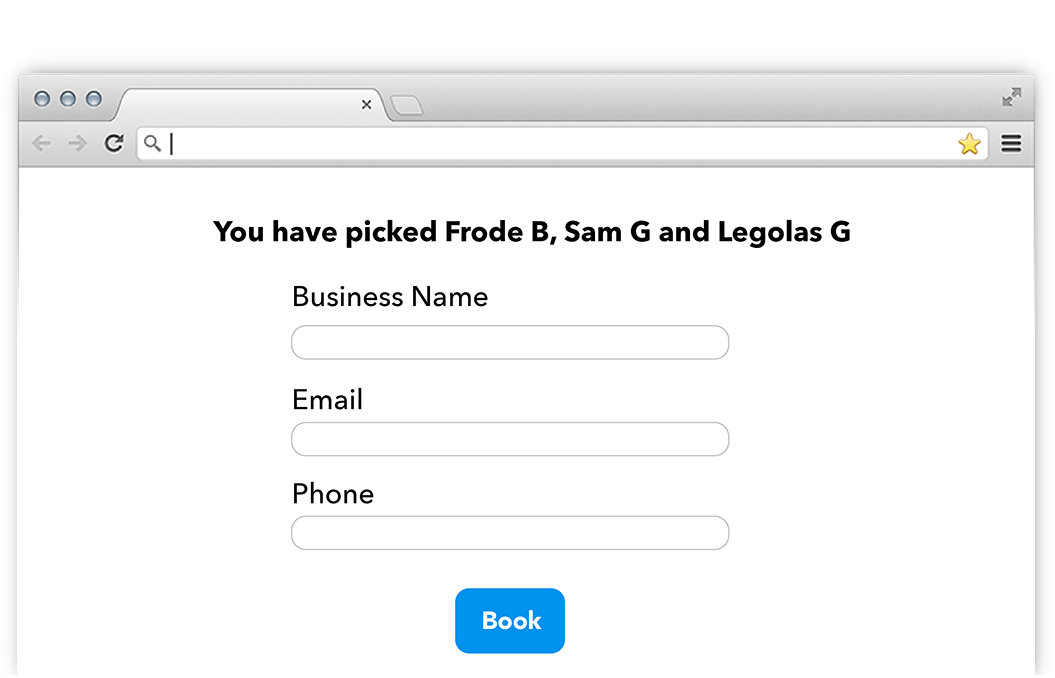 You have picked Frode B, Sam G and Legolas G
Business Name
Email
Phone
Book